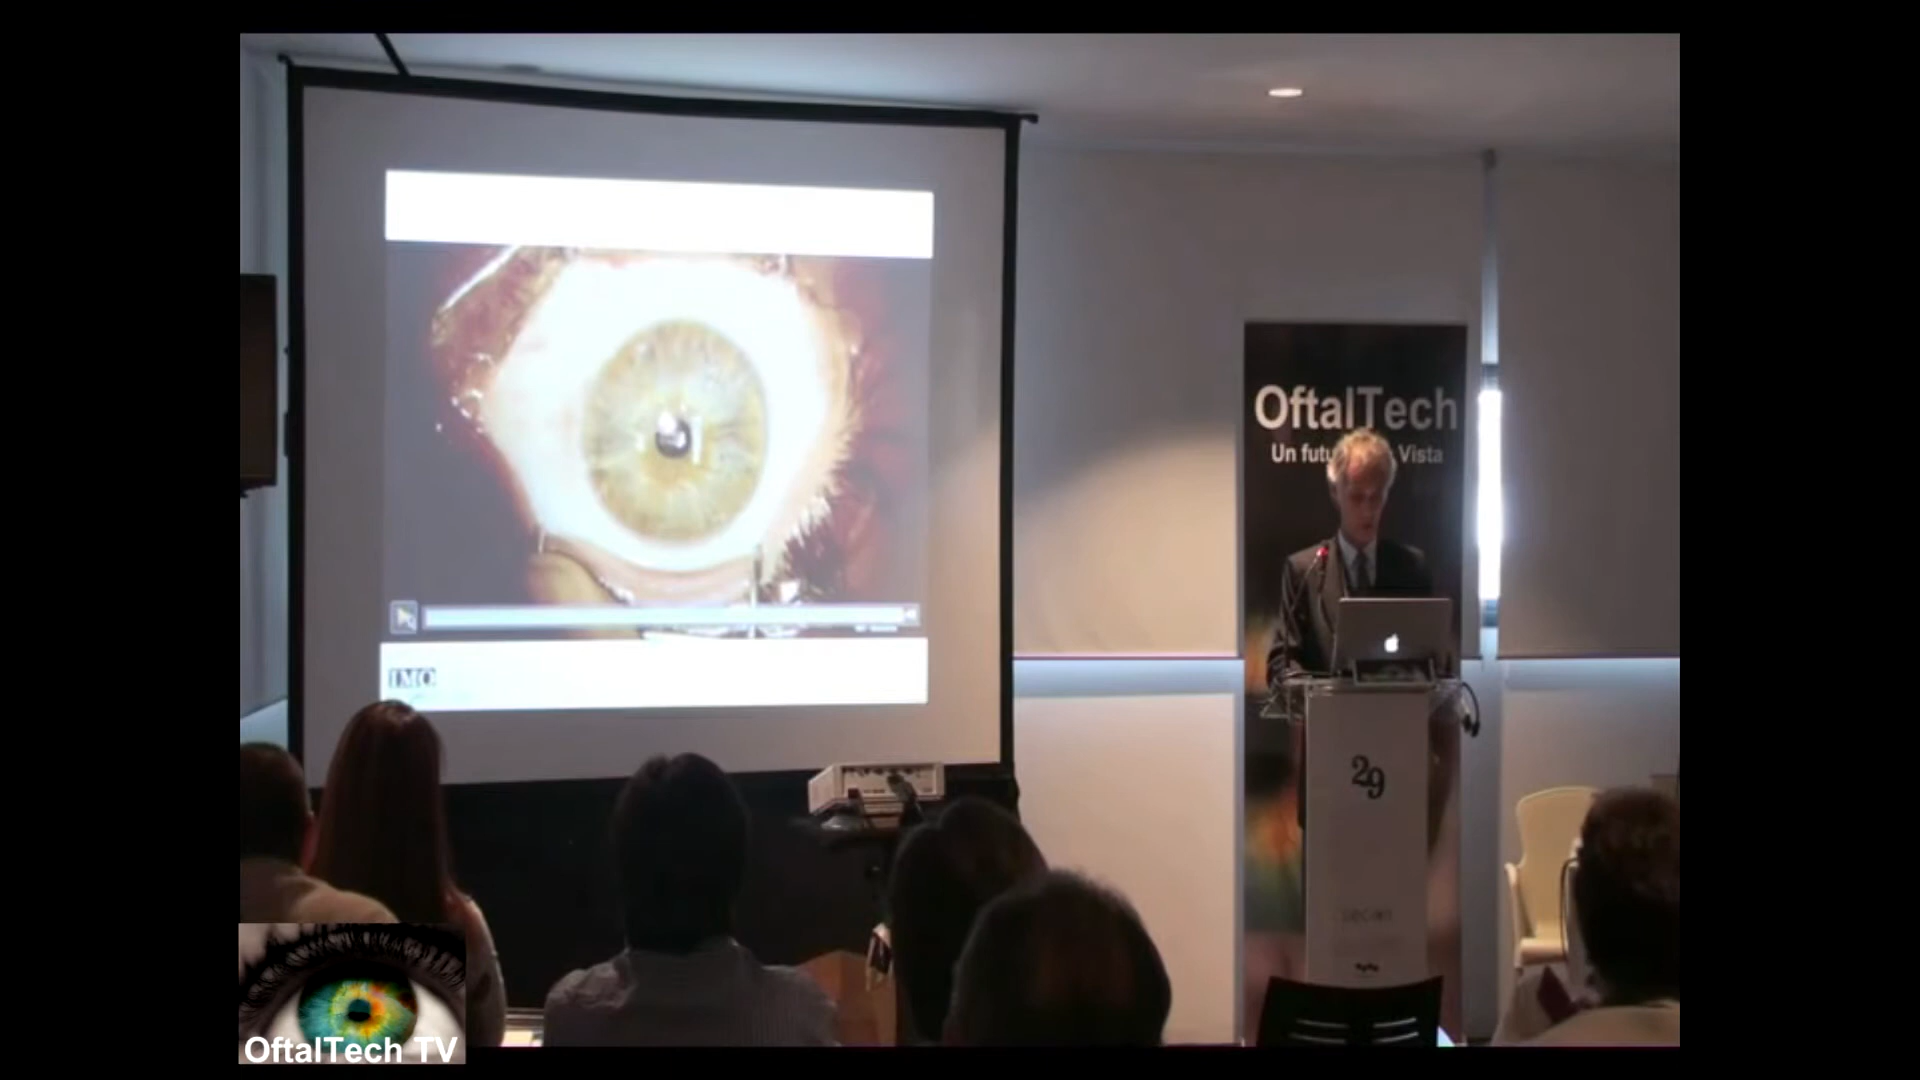 OftalTech
Un futu Vista
IMO
29
OftalTech TV